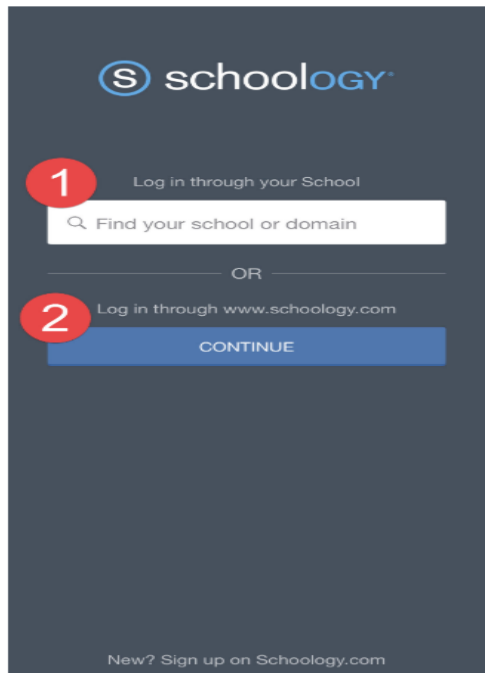 S schoology
1
Log in through your School
Find your school or domain
OR
Log in through www.schoology.com
2
CONTINUE
New? Sign up on Schoology.com